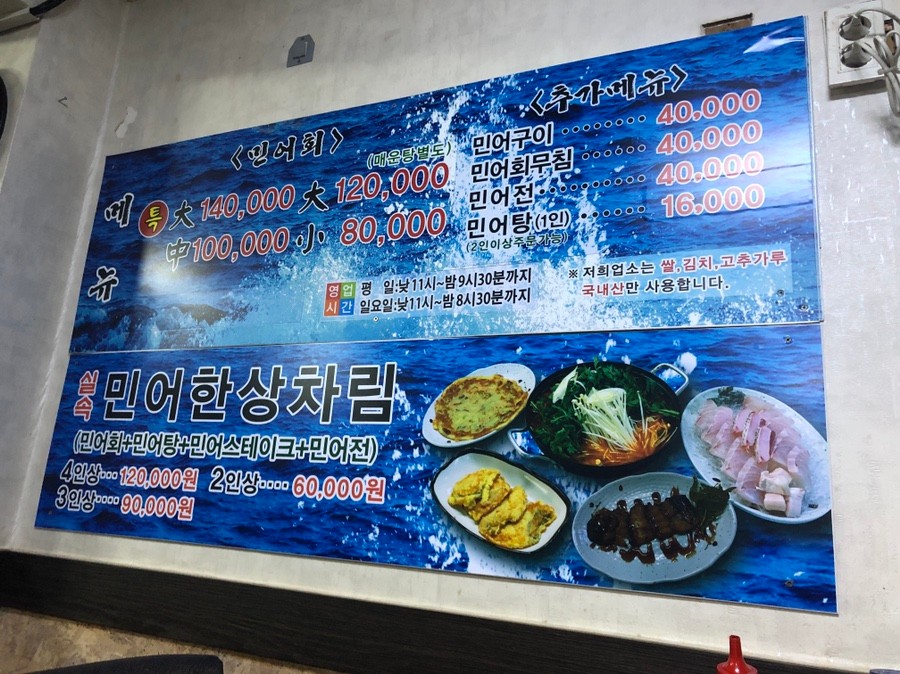 메뉴
<민어회>
(매운탕별도)
특 大 140,000 大 120,000
中 100,000 小 80,000
<추가메뉴>
민어구이 ········ 40,000
민어회무침 ······ 40,000
민어전 ·········· 40,000
민어탕(1인) ······ 16,000
(2인이상주문가능)
영업시간 평 일:낮11시~밤9시30분까지
일요일:낮11시~밤8시30분까지
※ 저희업소는 쌀,김치,고추가루
국내산만 사용합니다.
실속 민어한상차림
(민어회+민어탕+민어스테이크+민어전)
4인상···120,000원 2인상····60,000원
3인상····90,000원